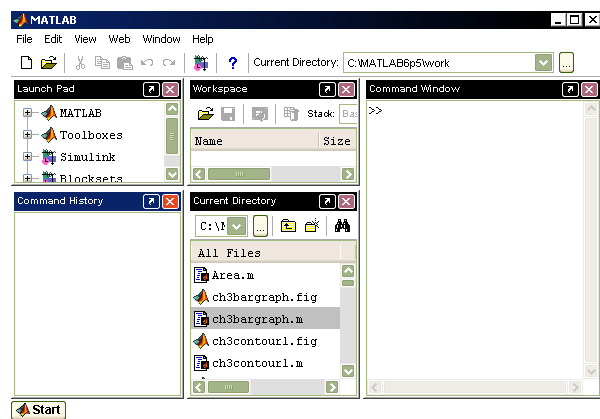 MATLAB
File Edit View Web Window Help
? Current Directory: C:\MATLAB6p5\work ...
Launch Pad
MATLAB
Toolboxes
Simulink
Blocksets
Workspace
Stack: Bas
Name Size
Command Window
>>
Command History
Current Directory
C:\M ...
All Files
Area.m
ch3bargraph.fig
ch3bargraph.m
ch3contour1.fig
ch3contour1.m
Start